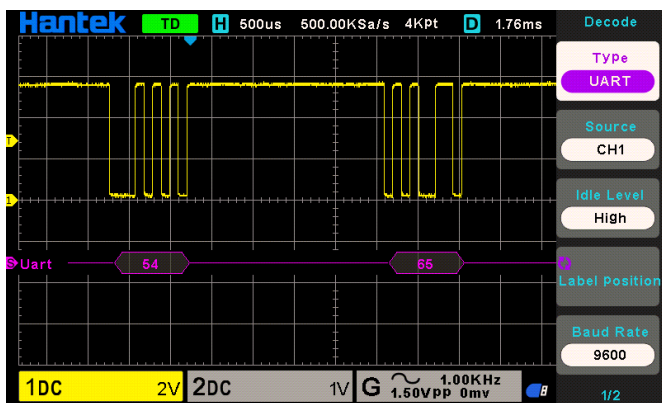 Hantek TD H 500us 500.00KSa/s 4KPt D 1.76ms Decode
Type
UART
Source
CH1
T
Idle Level
High
1
S Uart 54 65
Label Position
Baud Rate
9600
1DC 2V 2DC 1V G 1.00KHz
1.50VPP 0mv
1/2